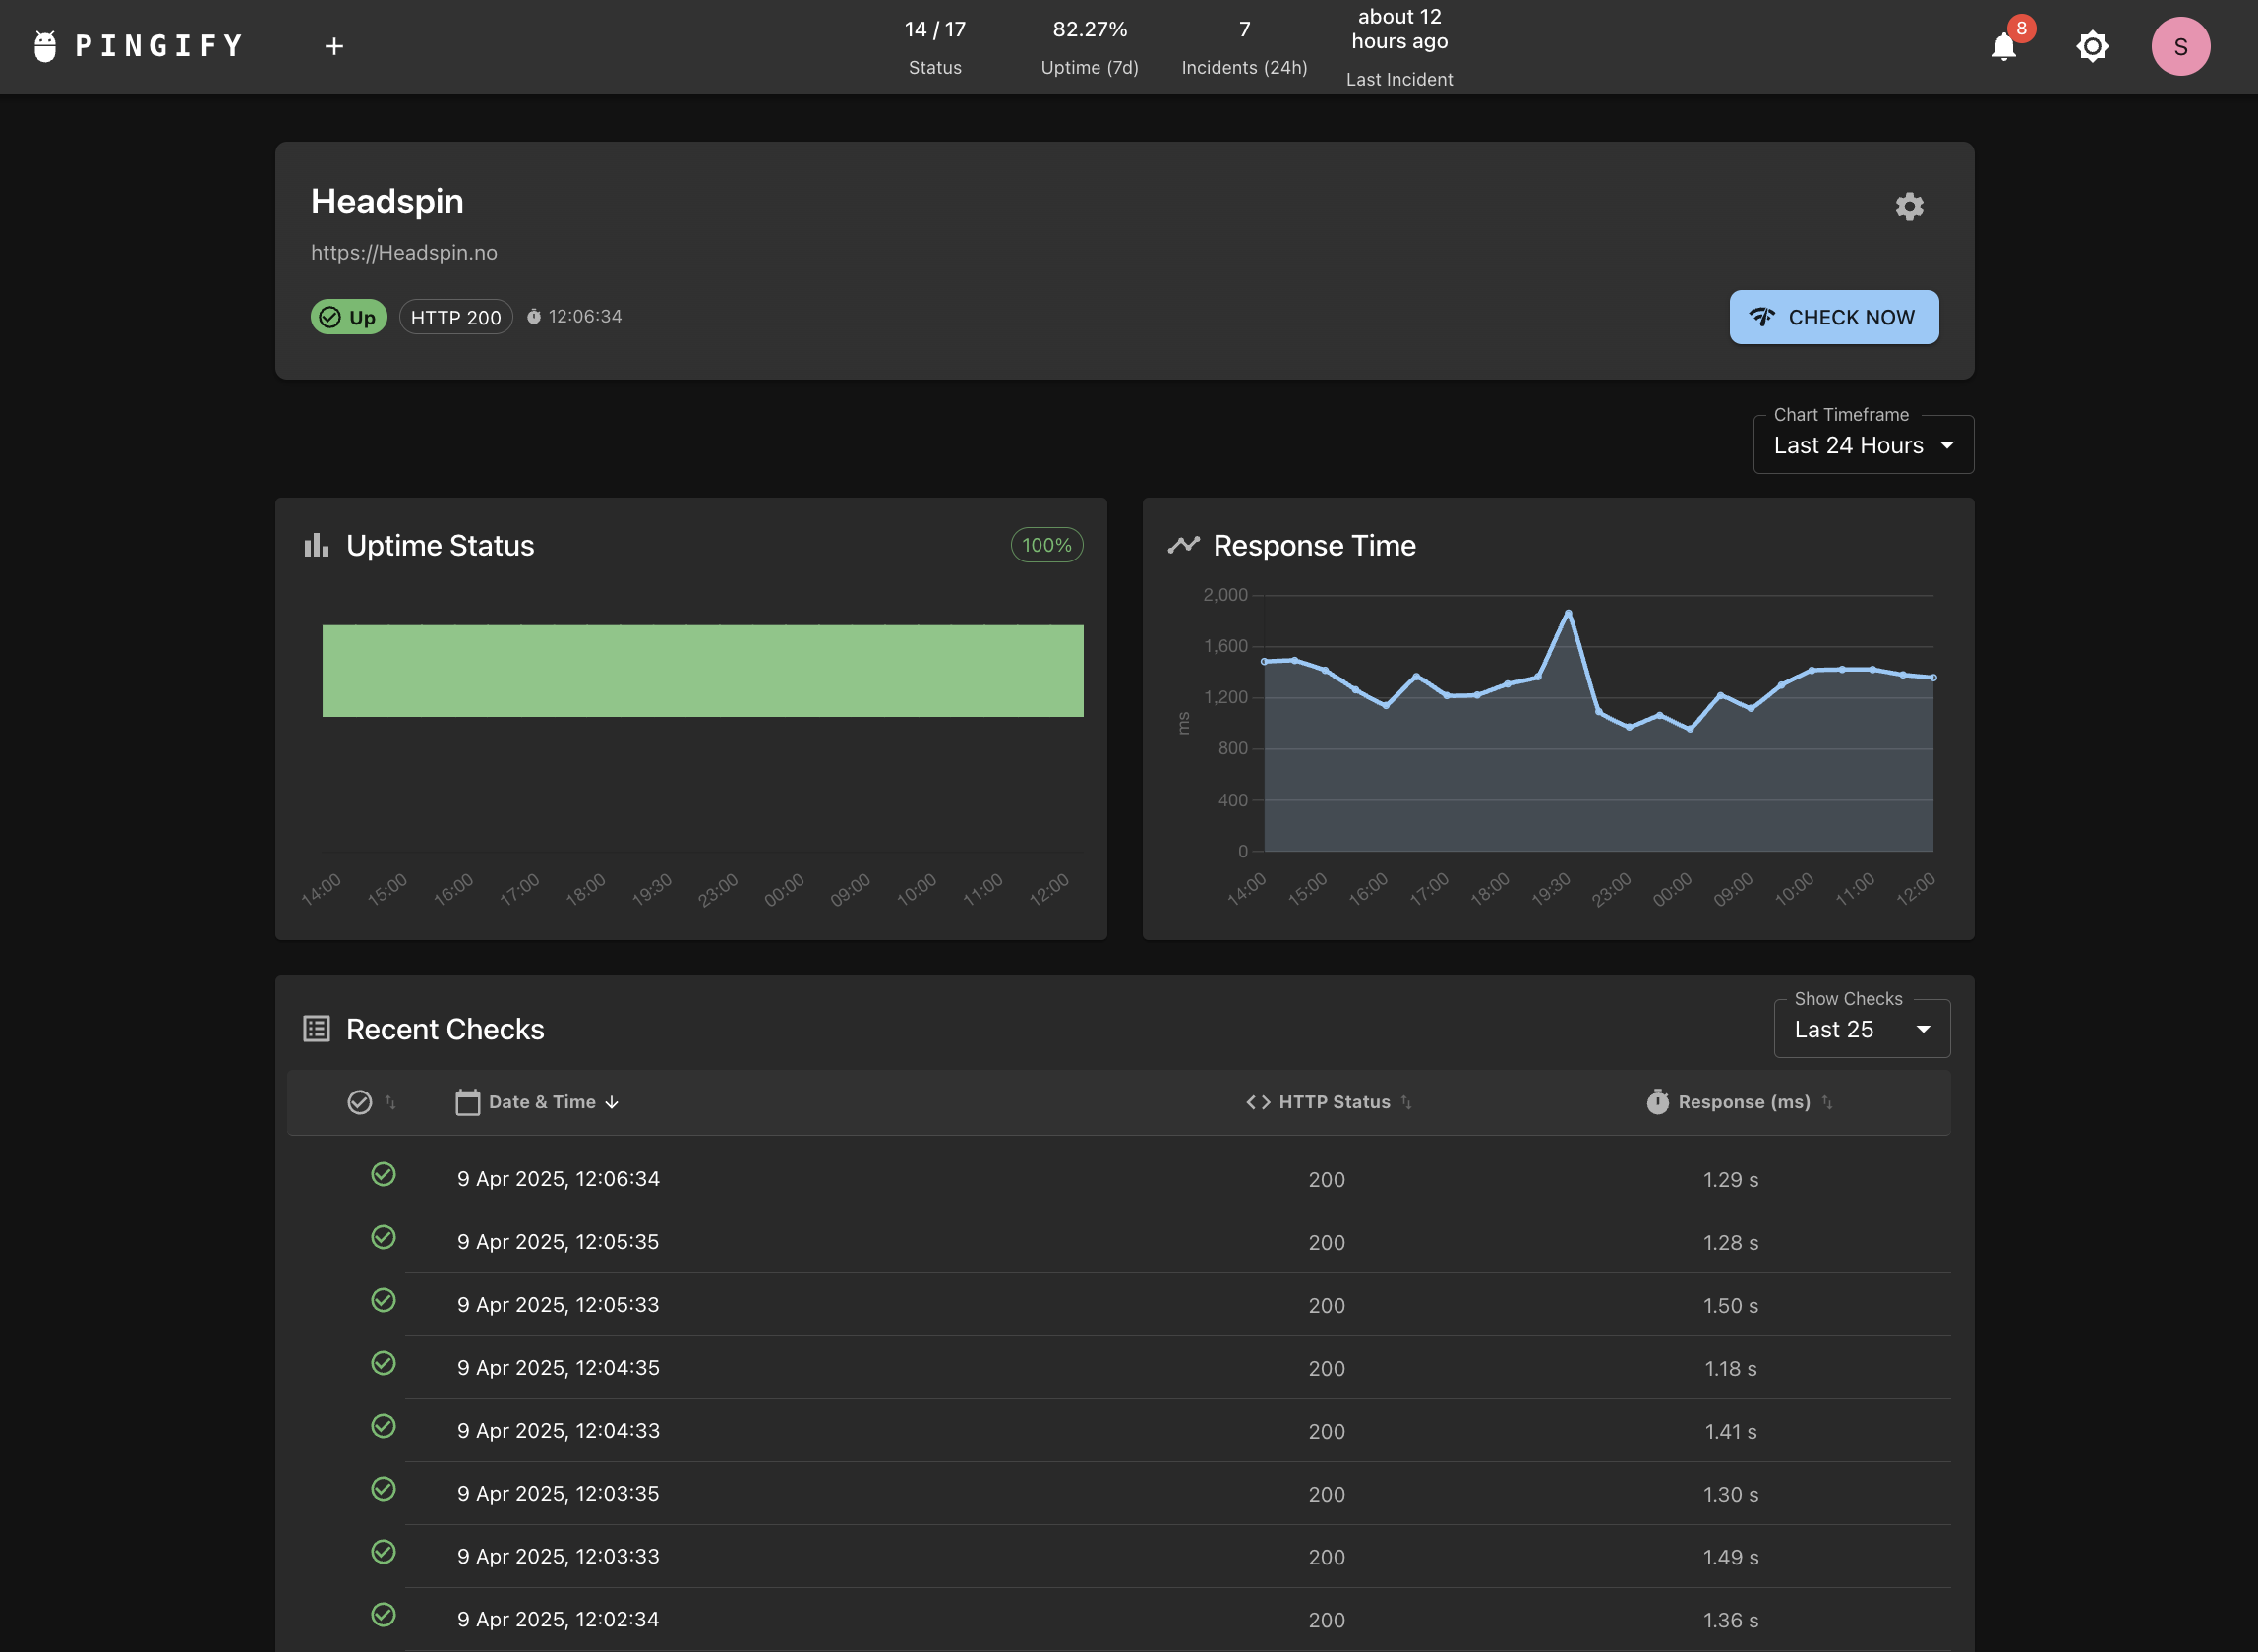 PINGIFY
+
14 / 17
Status
82.27%
Uptime (7d)
7
Incidents (24h)
about 12
hours ago
Last Incident
8
S
Headspin
https://Headspin.no
Up
HTTP 200
12:06:34
CHECK NOW
Chart Timeframe
Last 24 Hours
Uptime Status
100%
14:00 15:00 16:00 17:00 18:00 19:30 23:00 00:00 09:00 10:00 11:00 12:00
Response Time
2,000
1,600
1,200
800
400
0
ms
14:00 15:00 16:00 17:00 18:00 19:30 23:00 00:00 09:00 10:00 11:00 12:00
Recent Checks
Show Checks
Last 25
Date & Time HTTP Status Response (ms)
9 Apr 2025, 12:06:34 200 1.29 s
9 Apr 2025, 12:05:35 200 1.28 s
9 Apr 2025, 12:05:33 200 1.50 s
9 Apr 2025, 12:04:35 200 1.18 s
9 Apr 2025, 12:04:33 200 1.41 s
9 Apr 2025, 12:03:35 200 1.30 s
9 Apr 2025, 12:03:33 200 1.49 s
9 Apr 2025, 12:02:34 200 1.36 s